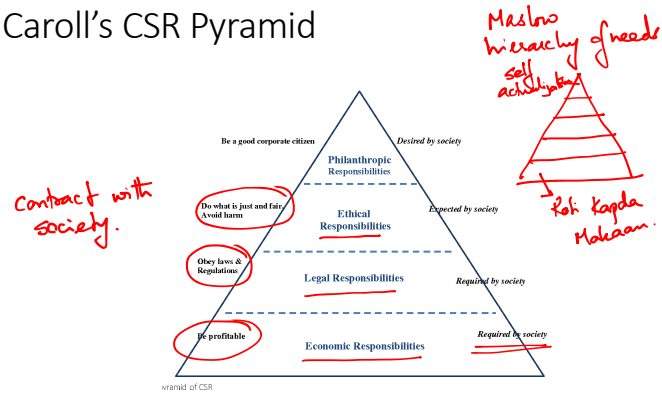 Caroll's CSR Pyramid
Maslow
hierarchy of needs
self
actualization
Be a good corporate citizen
Desired by society
Philanthropic
Responsibilities
contract with
society.
Do what is just and fair,
Avoid harm
Ethical
Responsibilities
Expected by society
Roti Kapda
Makaan.
Obey laws &
Regulations
Legal Responsibilities
Required by society
Be profitable
Economic Responsibilities
Required by society
yramid of CSR